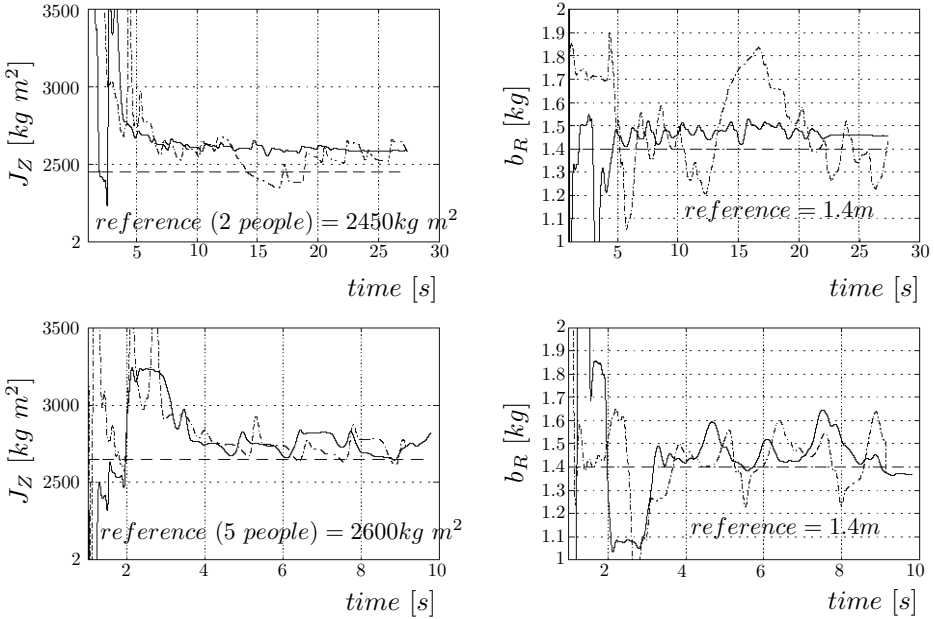 3500
3000
2500
2
J_Z [kg m²]
reference (2 people) = 2450kg m²
5 10 15 20 25 30
time [s]
2
1.9
1.8
1.7
1.6
1.5
1.4
1.3
1.2
1.1
1
b_R [kg]
reference = 1.4m
5 10 15 20 25 30
time [s]
3500
3000
2500
2
J_Z [kg m²]
reference (5 people) = 2600kg m²
2 4 6 8 10
time [s]
2
1.9
1.8
1.7
1.6
1.5
1.4
1.3
1.2
1.1
1
b_R [kg]
reference = 1.4m
2 4 6 8 10
time [s]